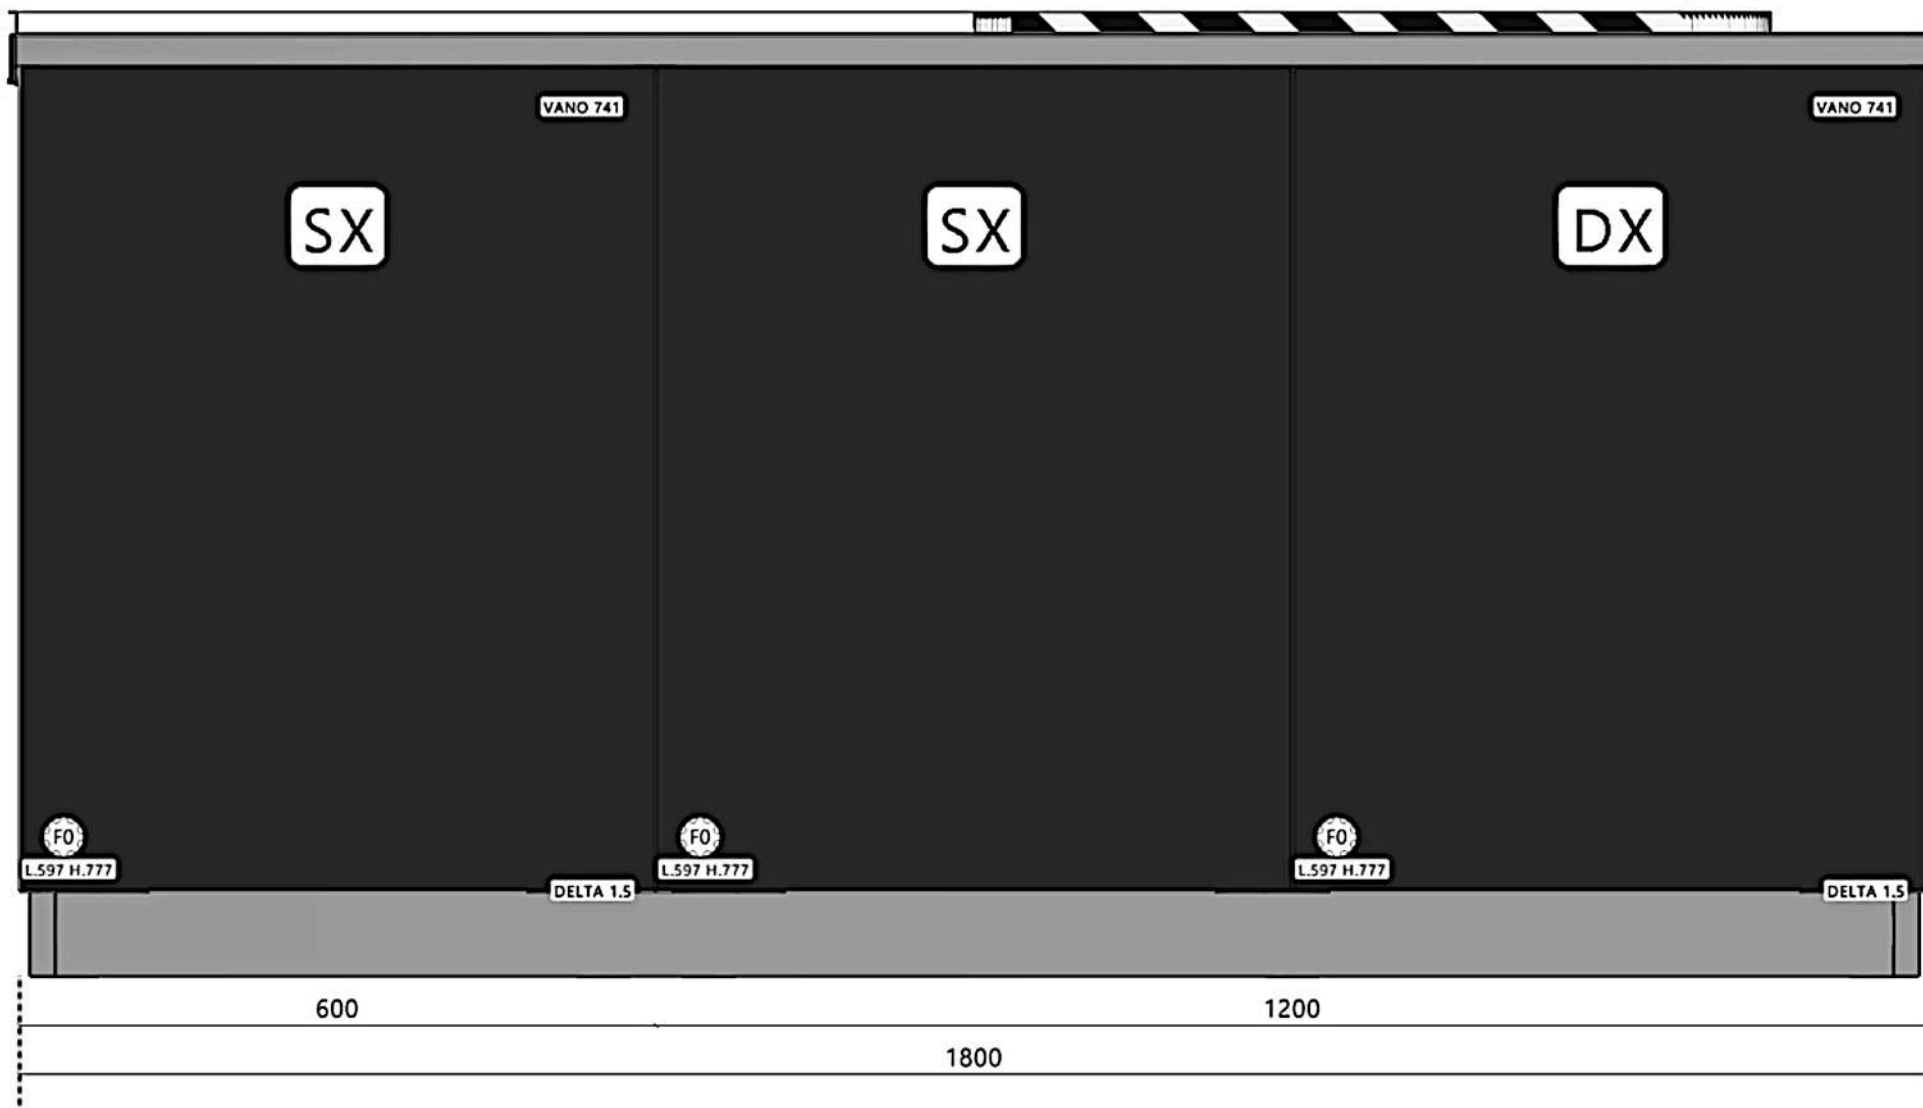 VANO 741
VANO 741
SX
SX
DX
F0
F0
F0
L.597 H.777
L.597 H.777
L.597 H.777
DELTA 1.5
DELTA 1.5
600
1200
1800